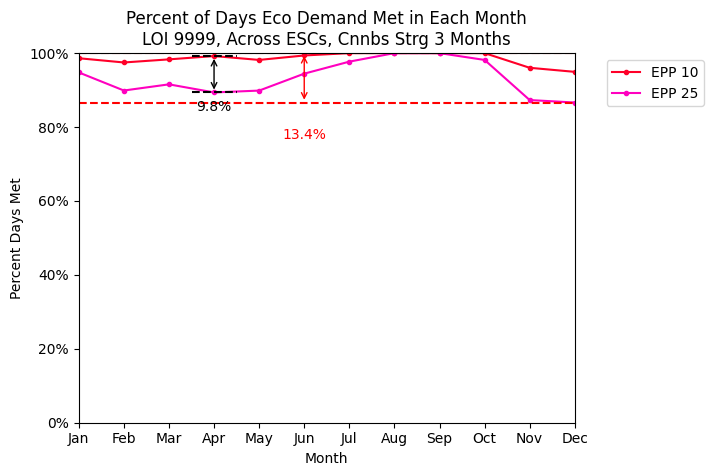 Percent of Days Eco Demand Met in Each Month
LOI 9999, Across ESCs, Cnnbs Strg 3 Months
100%
80%
60%
40%
20%
0%
Percent Days Met
9.8%
13.4%
EPP 10
EPP 25
Jan Feb Mar Apr May Jun Jul Aug Sep Oct Nov Dec
Month